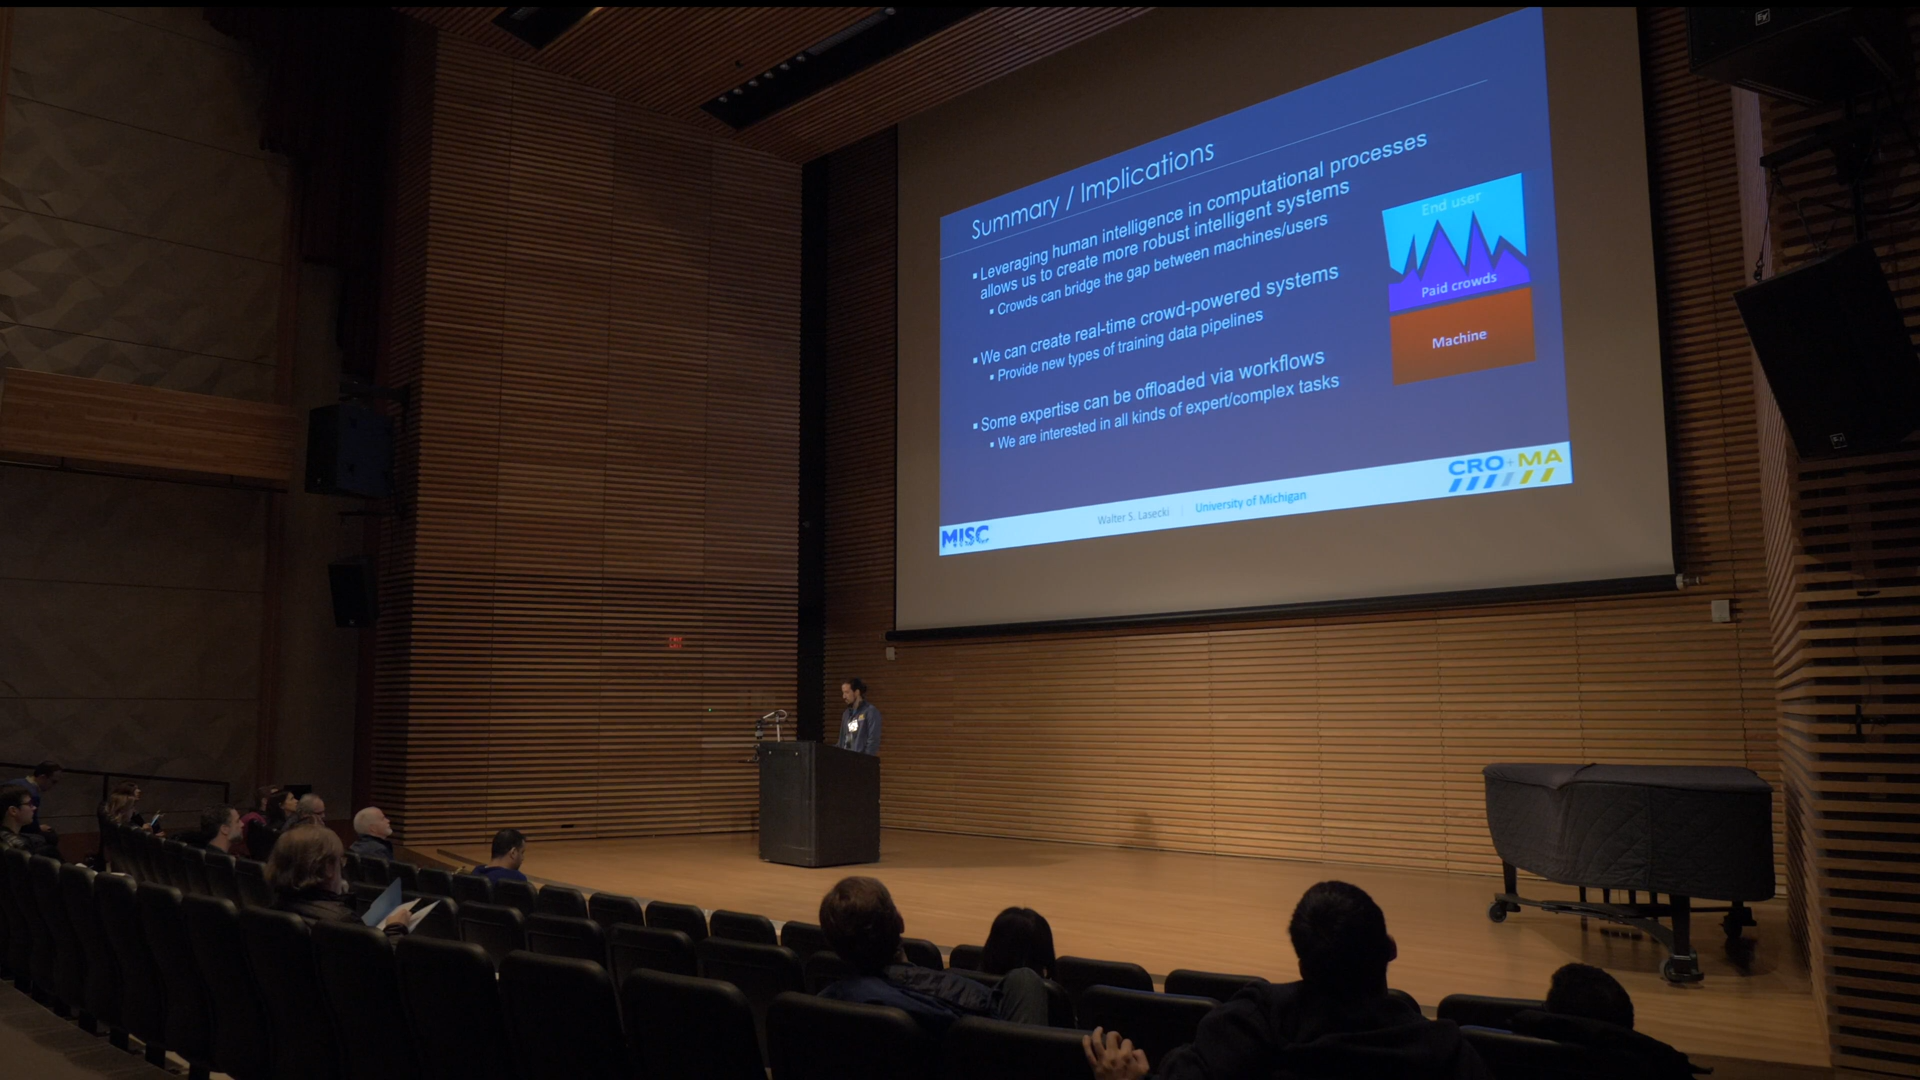 Summary / Implications
▪ Leveraging human intelligence in computational processes
allows us to create more robust intelligent systems
▪ Crowds can bridge the gap between machines/users
▪ We can create real-time crowd-powered systems
▪ Provide new types of training data pipelines
▪ Some expertise can be offloaded via workflows
▪ We are interested in all kinds of expert/complex tasks
End user
Paid crowds
Machine
MISC
Walter S. Lasecki | University of Michigan
CRO+MA